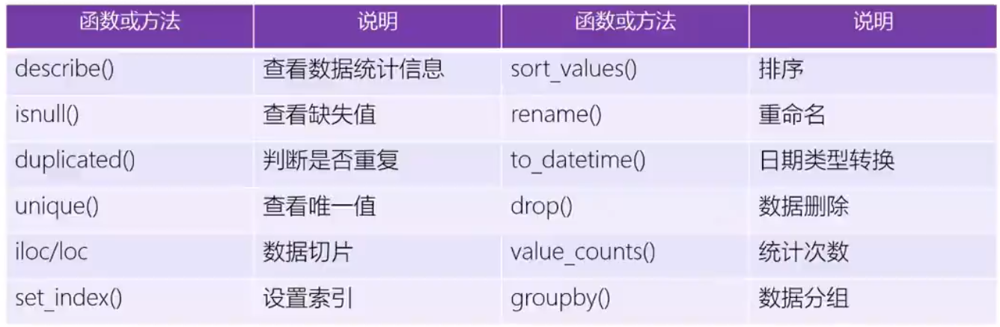 函数或方法 说明 函数或方法 说明
describe() 查看数据统计信息 sort_values() 排序
isnull() 查看缺失值 rename() 重命名
duplicated() 判断是否重复 to_datetime() 日期类型转换
unique() 查看唯一值 drop() 数据删除
iloc/loc 数据切片 value_counts() 统计次数
set_index() 设置索引 groupby() 数据分组